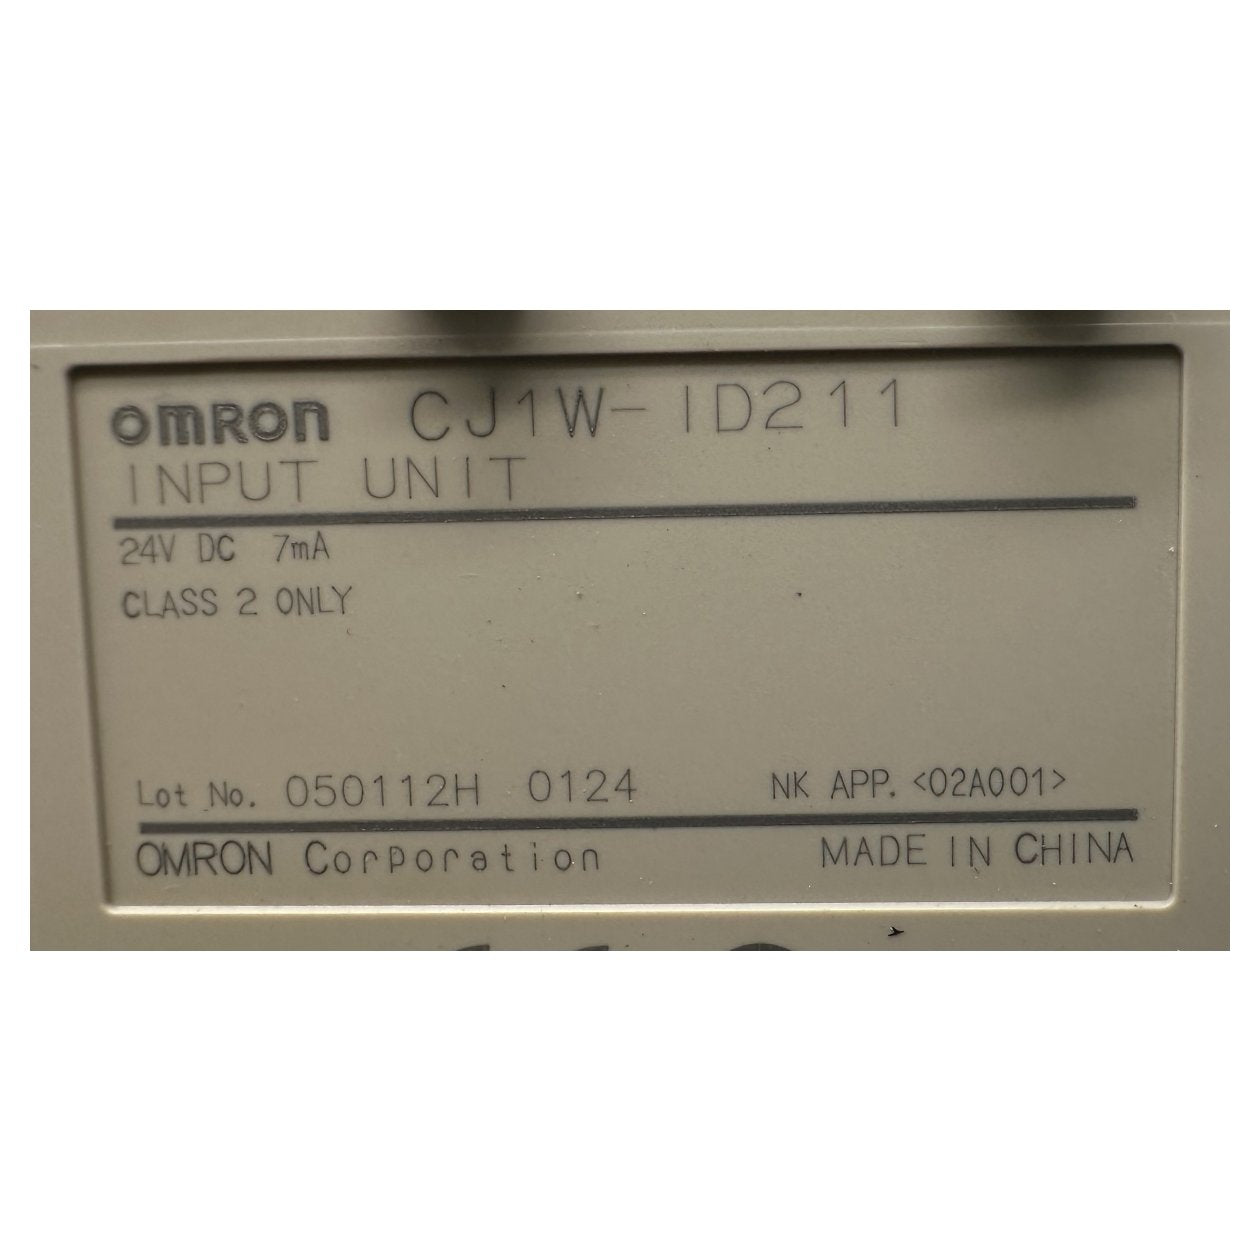 OMRON CJ1W-ID211
INPUT UNIT
24V DC 7mA
CLASS 2 ONLY
Lot No. 050112H 0124 NK APP. <02A001>
OMRON Corporation MADE IN CHINA